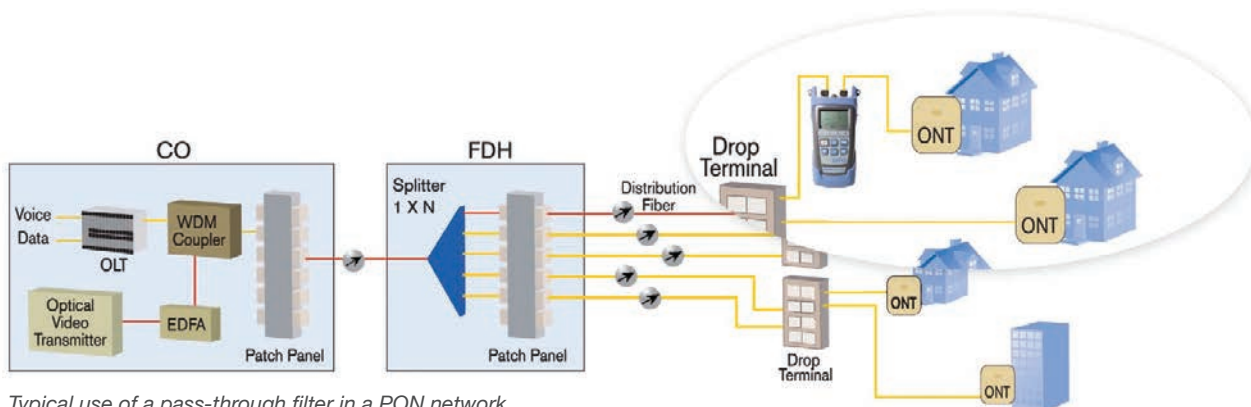 CO
Voice
Data
OLT
WDM
Coupler
Optical
Video
Transmitter
EDFA
Patch Panel
FDH
Splitter
1 X N
Patch Panel
Distribution
Fiber
Drop
Terminal
ONT
ONT
ONT
Drop
Terminal
ONT
Typical use of a pass-through filter in a PON network